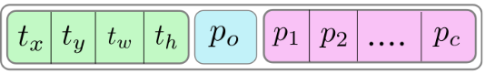 t_x t_y t_w t_h p_o p_1 p_2 .... p_c